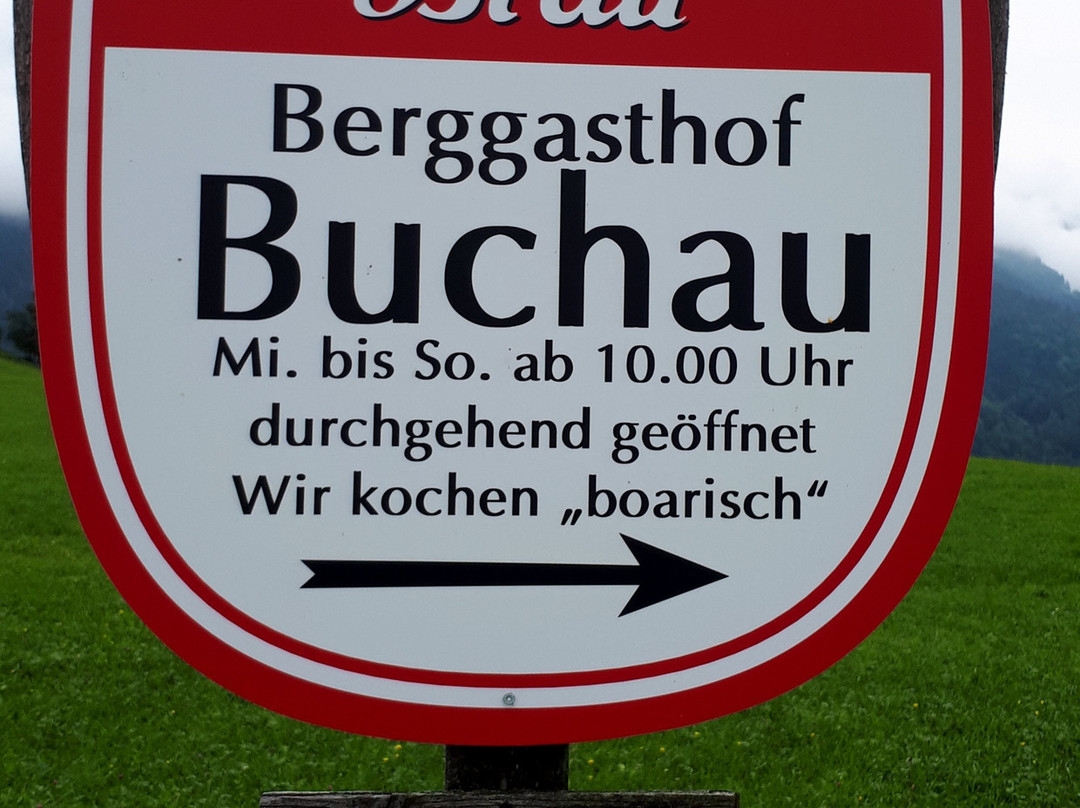 Berggasthof
Buchau
Mi. bis So. ab 10.00 Uhr
durchgehend geöffnet
Wir kochen „boarisch“